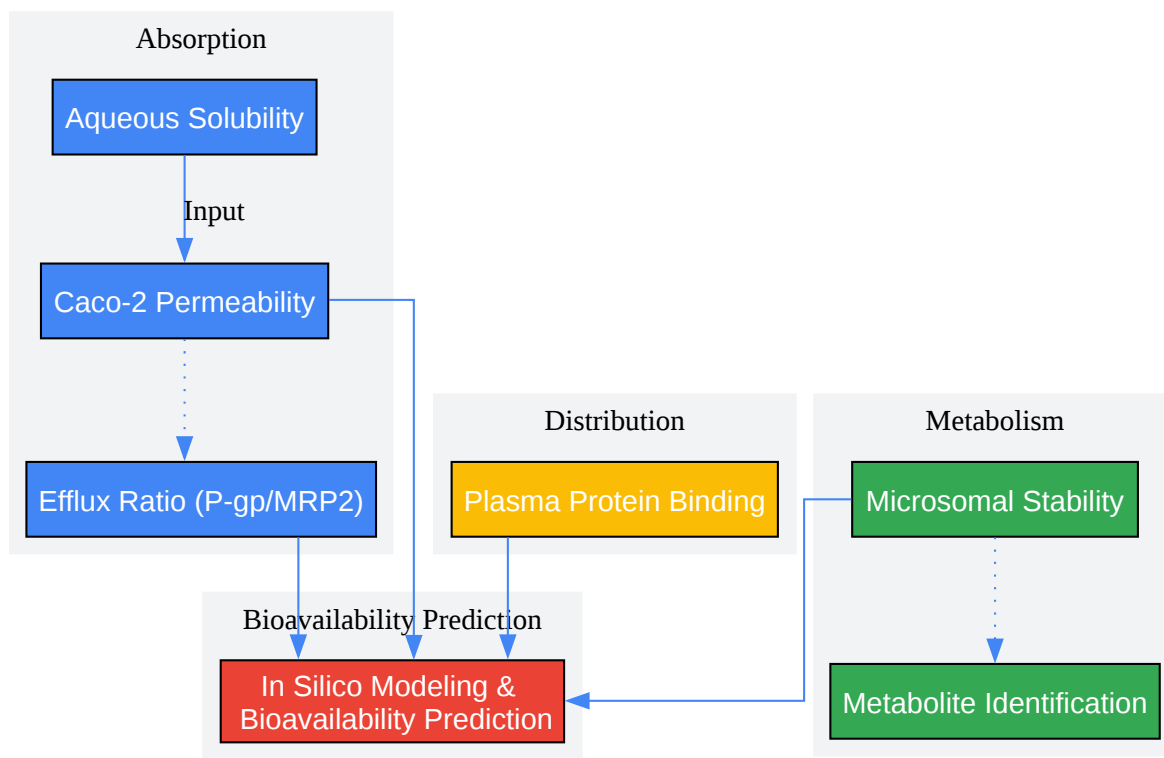 Absorption
Aqueous Solubility
Input
Caco-2 Permeability
Efflux Ratio (P-gp/MRP2)
Distribution
Plasma Protein Binding
Metabolism
Microsomal Stability
Metabolite Identification
Bioavailability Prediction
In Silico Modeling &
Bioavailability Prediction